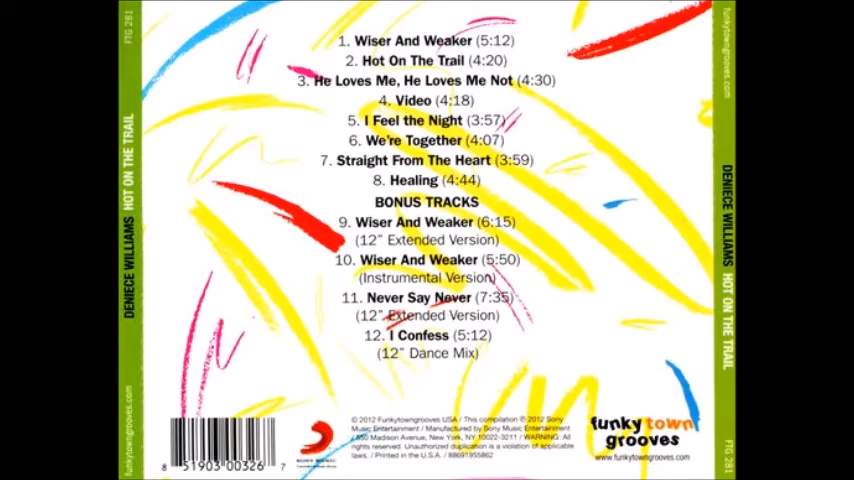 FTG 281
DENIECE WILLIAMS HOT ON THE TRAIL
funkytowngrooves.com
1. Wiser And Weaker (5:12)
2. Hot On The Trail (4:20)
3. He Loves Me, He Loves Me Not (4:30)
4. Video (4:18)
5. I Feel the Night (3:57)
6. We're Together (4:07)
7. Straight From The Heart (3:59)
8. Healing (4:44)
BONUS TRACKS
9. Wiser And Weaker (6:15)
(12" Extended Version)
10. Wiser And Weaker (5:50)
(Instrumental Version)
11. Never Say Never (7:35)
(12" Extended Version)
12. I Confess (5:12)
(12" Dance Mix)
8 51903 00326 7
SONY MUSIC
© 2012 Funkytowngrooves USA / This compilation ℗ 2012 Sony
Music Entertainment / Manufactured by Sony Music Entertainment
/ 550 Madison Avenue, New York, NY 10022-3211 / WARNING: All
rights reserved. Unauthorized duplication is a violation of applicable
laws. / Printed in the U.S.A. / 88691955862
funkytown
grooves
www.funkytowngrooves.com
funkytowngrooves.com
DENIECE WILLIAMS HOT ON THE TRAIL
FTG 281